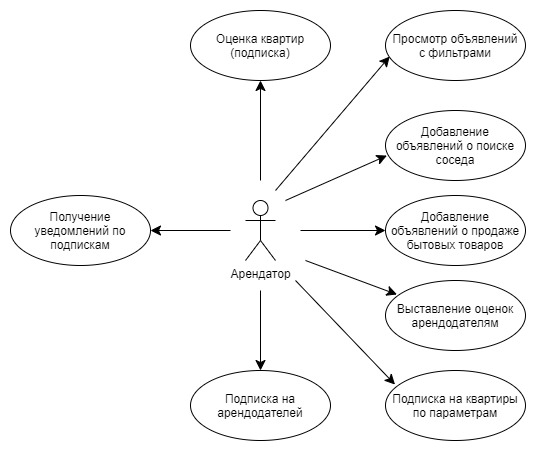 Оценка квартир
(подписка)
Просмотр объявлений
с фильтрами
Добавление
объявлений о поиске
соседа
Получение
уведомлений по
подпискам
Добавление
объявлений о продаже
бытовых товаров
Арендатор
Выставление оценок
арендодателям
Подписка на
арендодателей
Подписка на квартиры
по параметрам